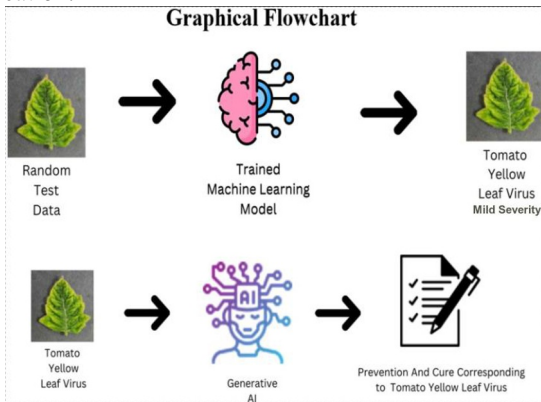 Graphical Flowchart
Random
Test
Data
Trained
Machine Learning
Model
Tomato
Yellow
Leaf Virus
Mild Severity
Tomato
Yellow
Leaf Virus
AI
Generative
AI
Prevention And Cure Corresponding
to Tomato Yellow Leaf Virus